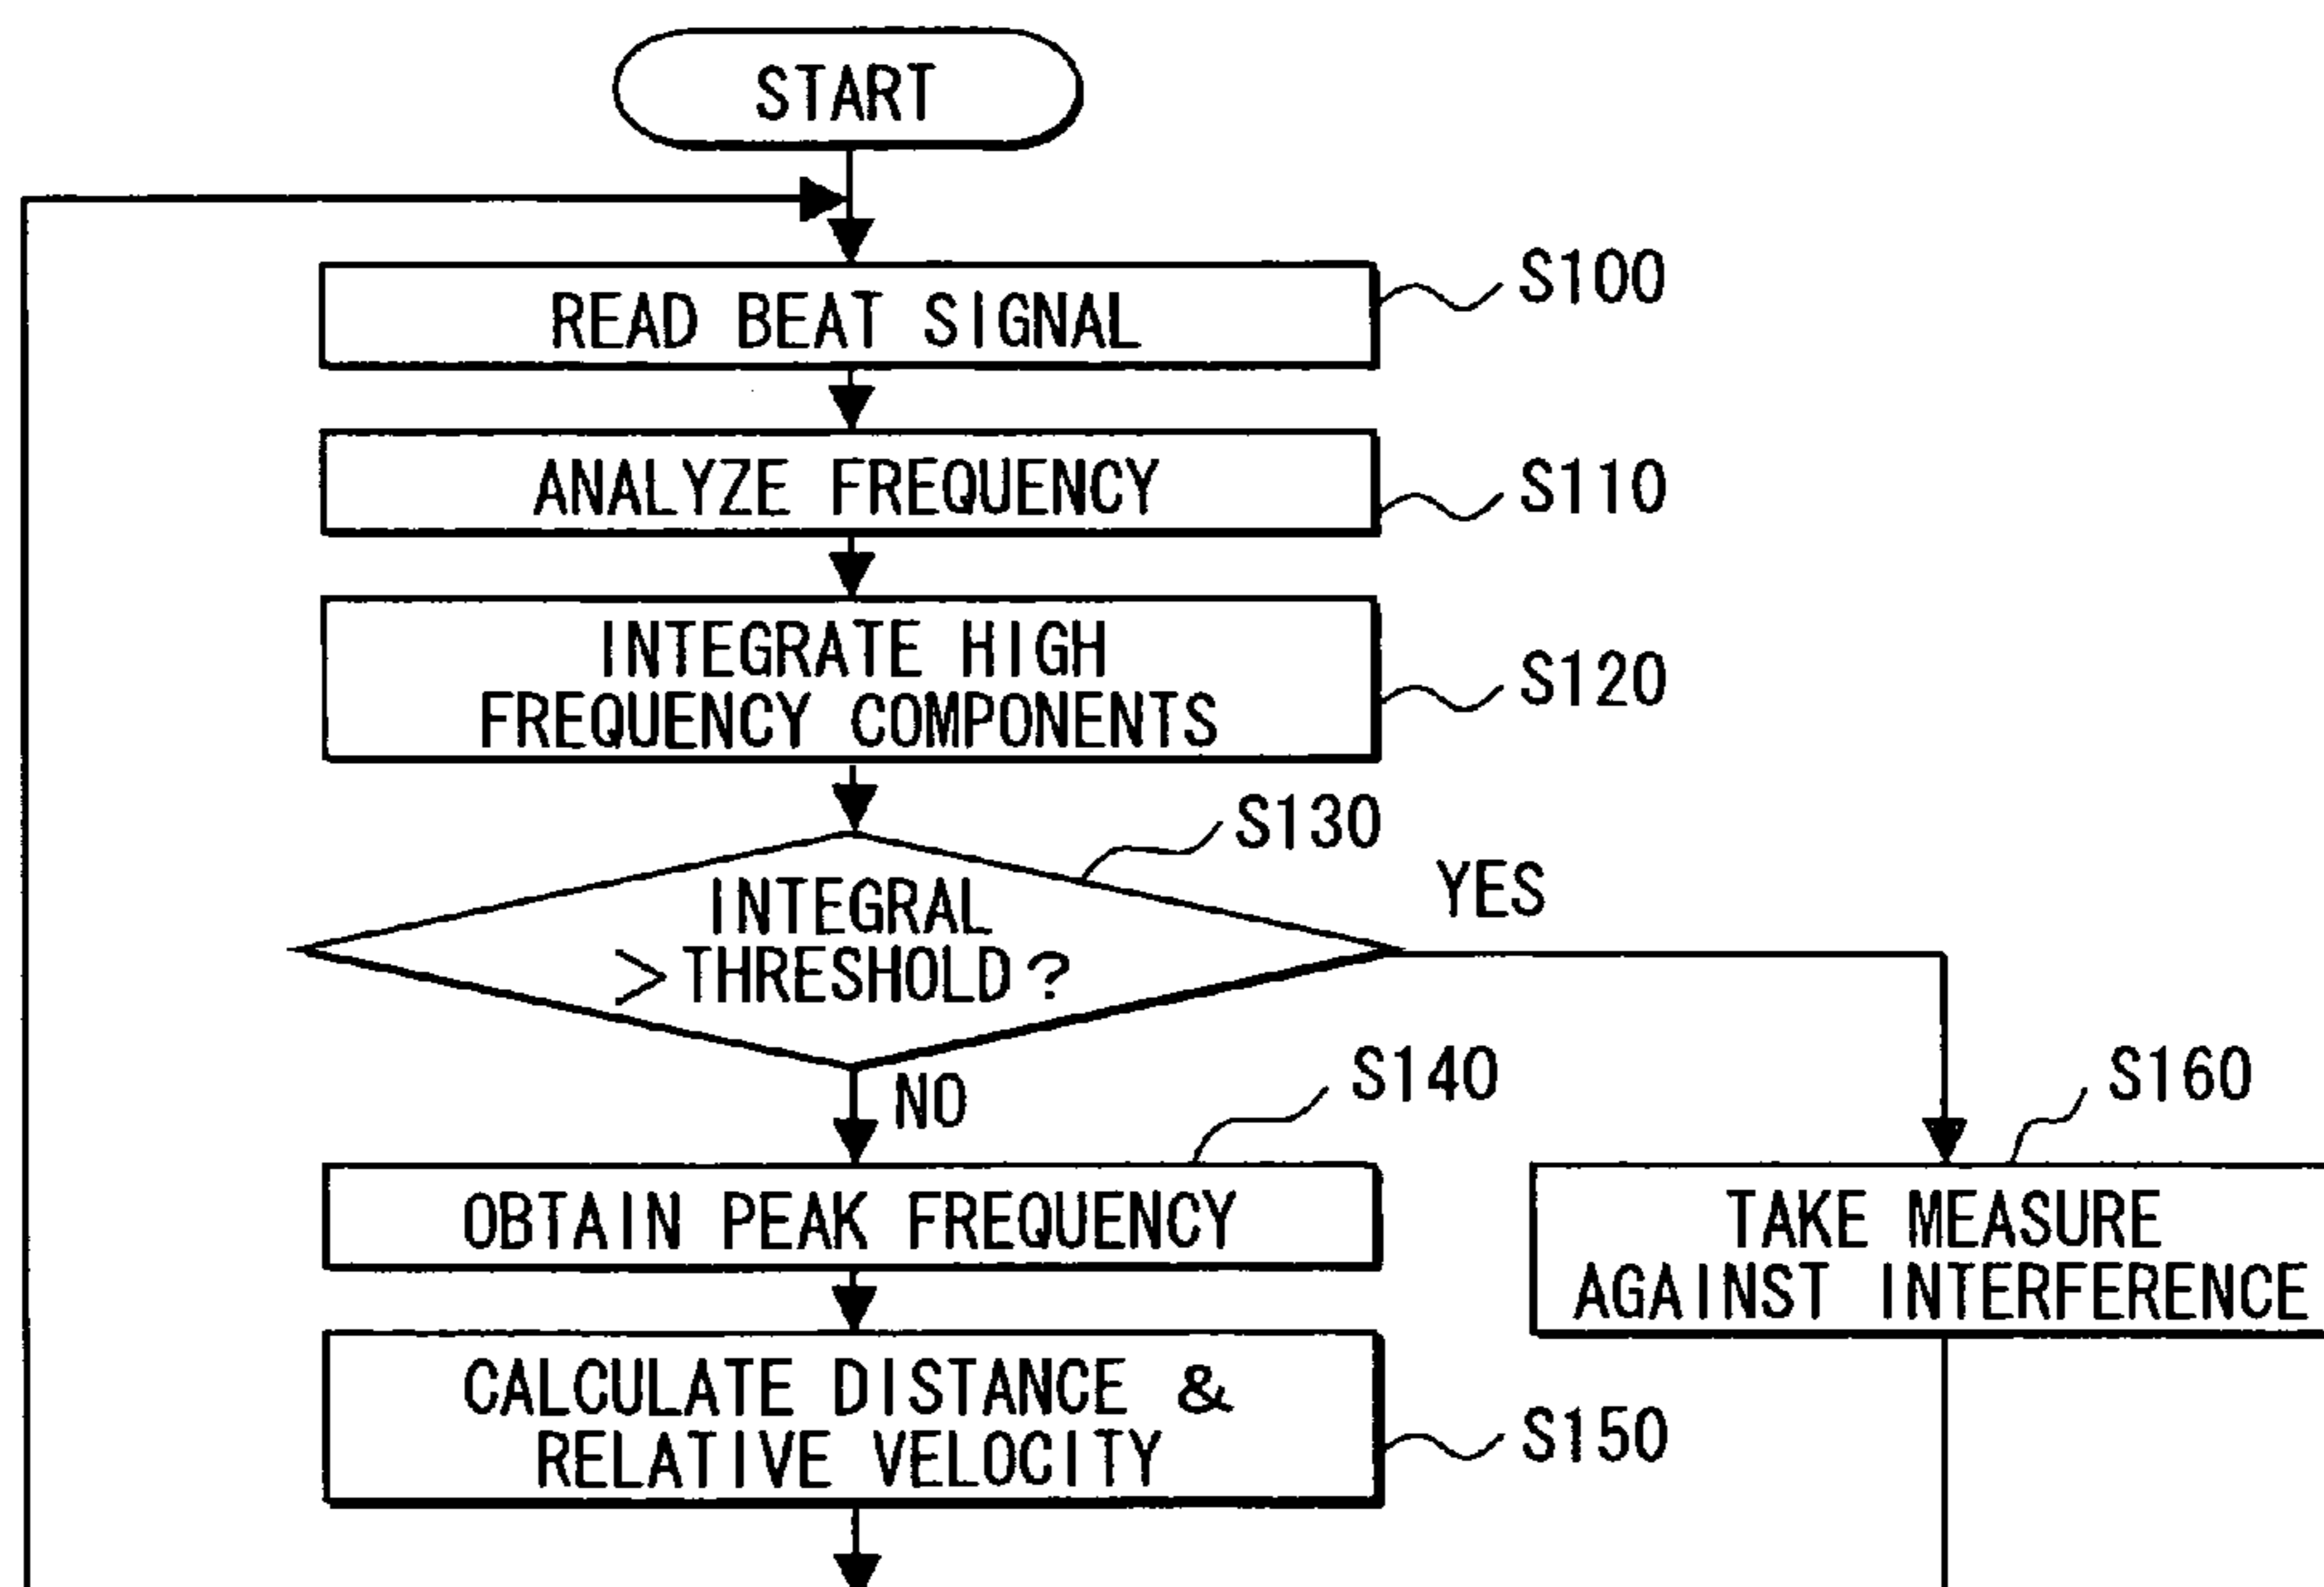 START
READ BEAT SIGNAL
S100
ANALYZE FREQUENCY
S110
INTEGRATE HIGH
FREQUENCY COMPONENTS
S120
S130
INTEGRAL
>THRESHOLD?
YES
NO
S140
S160
OBTAIN PEAK FREQUENCY
TAKE MEASURE
AGAINST INTERFERENCE
CALCULATE DISTANCE &
RELATIVE VELOCITY
S150